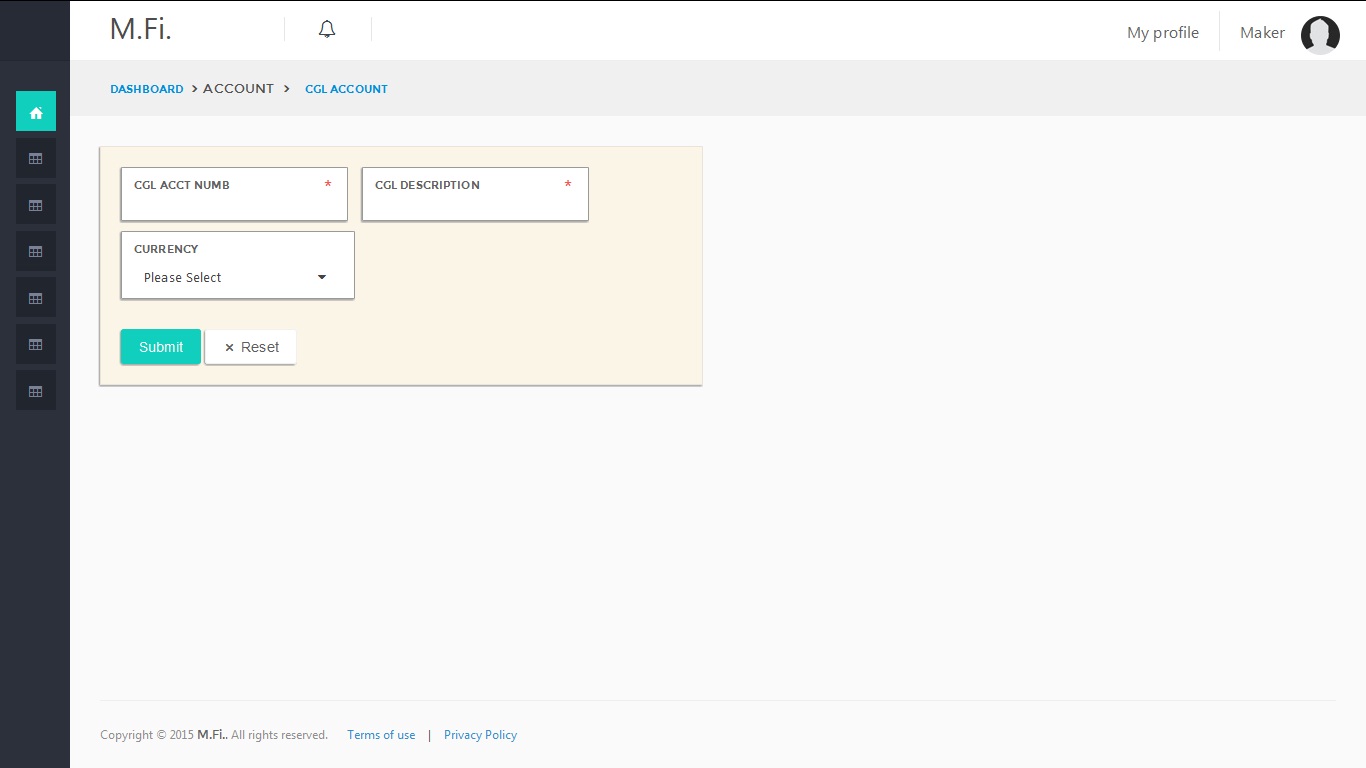 M.Fi.
My profile
Maker
DASHBOARD > ACCOUNT > CGL ACCOUNT
CGL ACCT NUMB *
CGL DESCRIPTION *
CURRENCY
Please Select
Submit
× Reset
Copyright © 2015 M.Fi.. All rights reserved. Terms of use | Privacy Policy